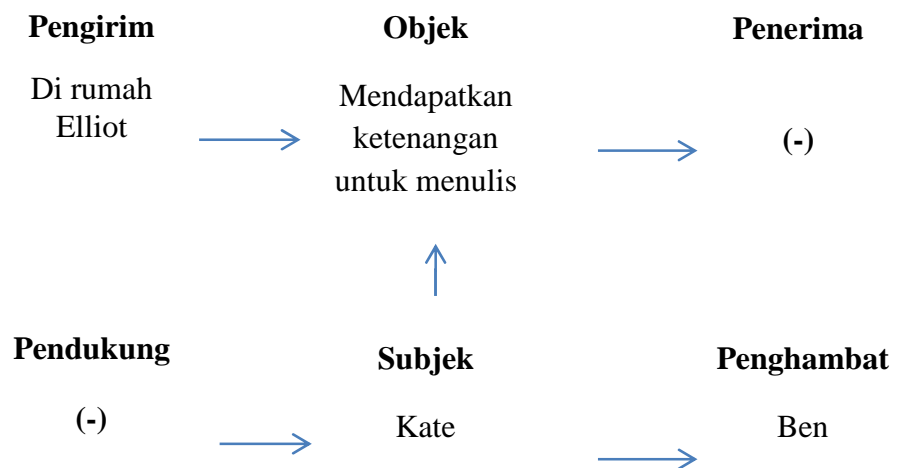 Pengirim
Objek
Penerima
Di rumah
Elliot
Mendapatkan
ketenangan
untuk menulis
(-)
Pendukung
Subjek
Penghambat
(-)
Kate
Ben